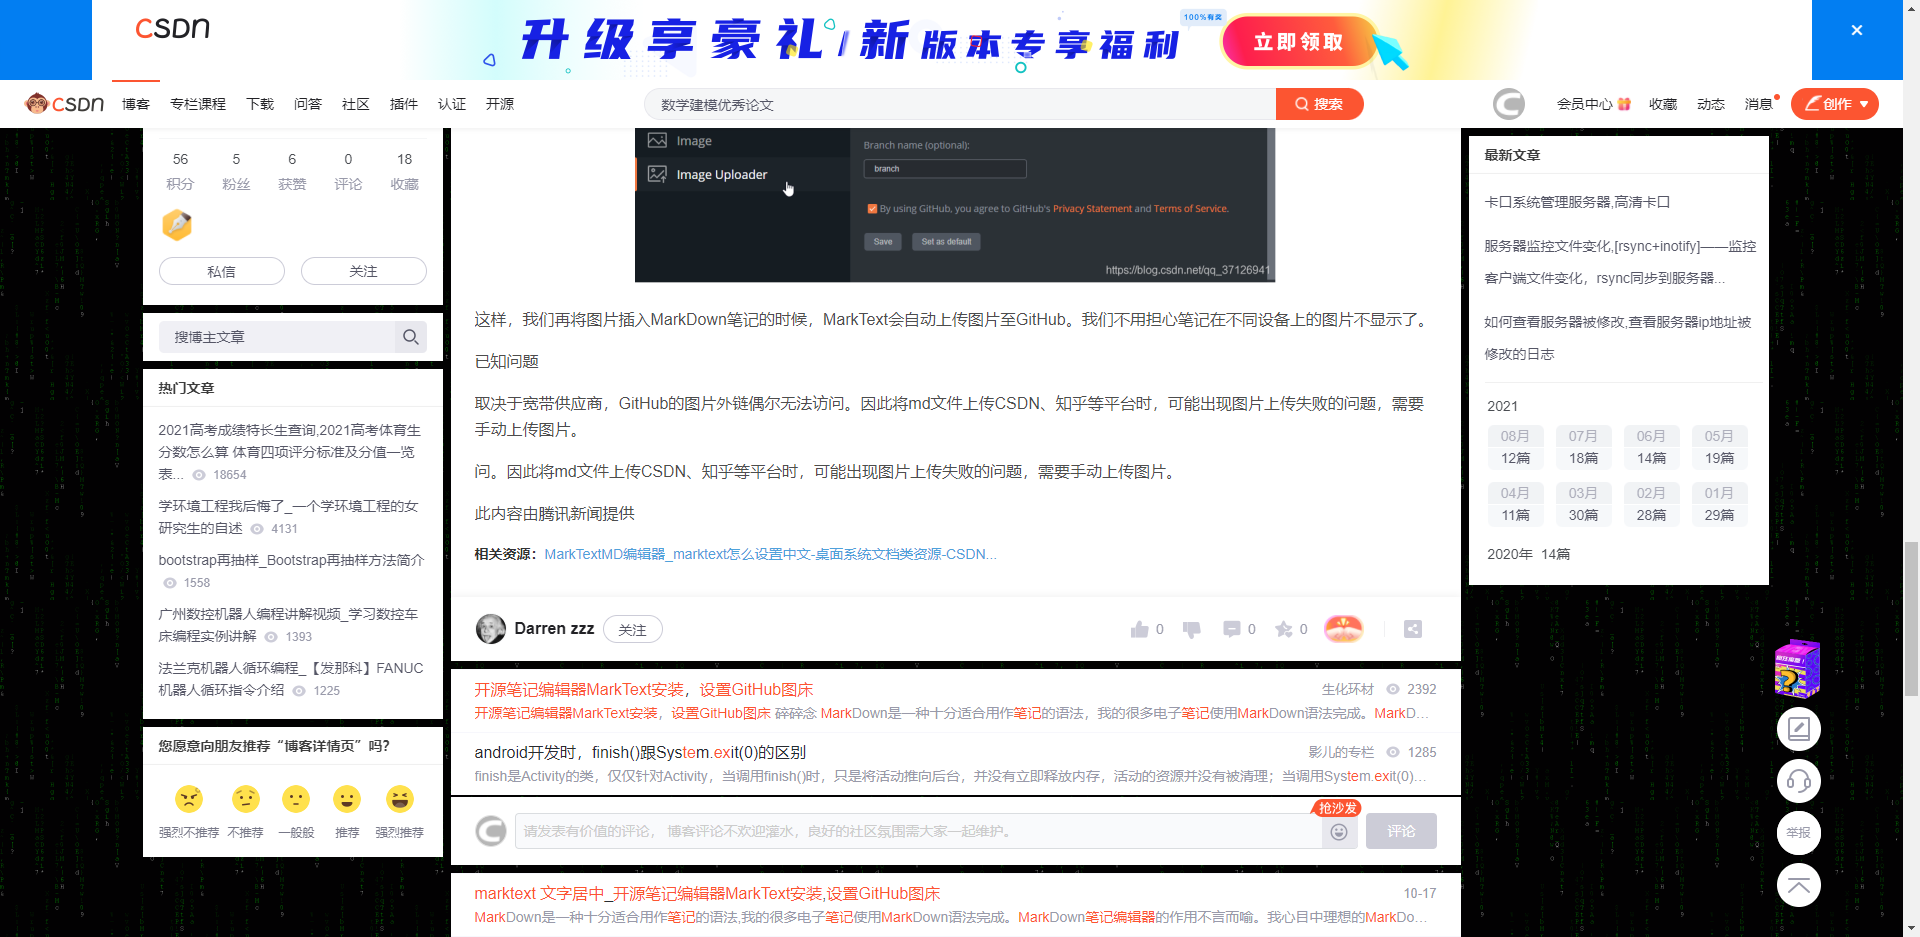 CSDN
升级享豪礼/新版本专享福利
100%有奖
立即领取
CSDN
博客 专栏课程 下载 问答 社区 插件 认证 开源
数学建模优秀论文
搜索
会员中心 收藏 动态 消息 创作
56 5 6 0 18
积分 粉丝 获赞 评论 收藏
私信 关注
搜博主文章
热门文章
2021高考成绩特长生查询,2021高考体育生
分数怎么算 体育四项评分标准及分值一览
表... 18654
学环境工程我后悔了_一个学环境工程的女
研究生的自述 4131
bootstrap再抽样_Bootstrap再抽样方法简介
1558
广州数控机器人编程讲解视频_学习数控车
床编程实例讲解 1393
法兰克机器人循环编程_【发那科】FANUC
机器人循环指令介绍 1225
您愿意向朋友推荐“博客详情页”吗?
强烈不推荐 不推荐 一般般 推荐 强烈推荐
Image
Image Uploader
Branch name (optional):
branch
By using GitHub, you agree to GitHub's Privacy Statement and Terms of Service.
Save Set as default
https://blog.csdn.net/qq_37126941
这样，我们再将图片插入MarkDown笔记的时候，MarkText会自动上传图片至GitHub。我们不用担心笔记在不同设备上的图片不显示了。
已知问题
取决于宽带供应商，GitHub的图片外链偶尔无法访问。因此将md文件上传CSDN、知乎等平台时，可能出现图片上传失败的问题，需要
手动上传图片。
问。因此将md文件上传CSDN、知乎等平台时，可能出现图片上传失败的问题，需要手动上传图片。
此内容由腾讯新闻提供
相关资源：MarkTextMD编辑器_marktext怎么设置中文-桌面系统文档类资源-CSDN...
Darren zzz 关注
0 0 0
开源笔记编辑器MarkText安装，设置GitHub图床 生化环材 2392
开源笔记编辑器MarkText安装，设置GitHub图床 碎碎念 MarkDown是一种十分适合用作笔记的语法，我的很多电子笔记使用MarkDown语法完成。MarkD...
android开发时，finish()跟System.exit(0)的区别 影儿的专栏 1285
finish是Activity的类，仅仅针对Activity，当调用finish()时，只是将活动推向后台，并没有立即释放内存，活动的资源并没有被清理；当调用System.exit(0)...
抢沙发
请发表有价值的评论， 博客评论不欢迎灌水，良好的社区氛围需大家一起维护。
评论
marktext 文字居中_开源笔记编辑器MarkText安装,设置GitHub图床 10-17
MarkDown是一种十分适合用作笔记的语法,我的很多电子笔记使用MarkDown语法完成。MarkDown笔记编辑器的作用不言而喻。我心目中理想的MarkDo...
最新文章
卡口系统管理服务器,高清卡口
服务器监控文件变化,[rsync+inotify]——监控
客户端文件变化，rsync同步到服务器...
如何查看服务器被修改,查看服务器ip地址被
修改的日志
2021
08月 07月 06月 05月
12篇 18篇 14篇 19篇
04月 03月 02月 01月
11篇 30篇 28篇 29篇
2020年 14篇
举报